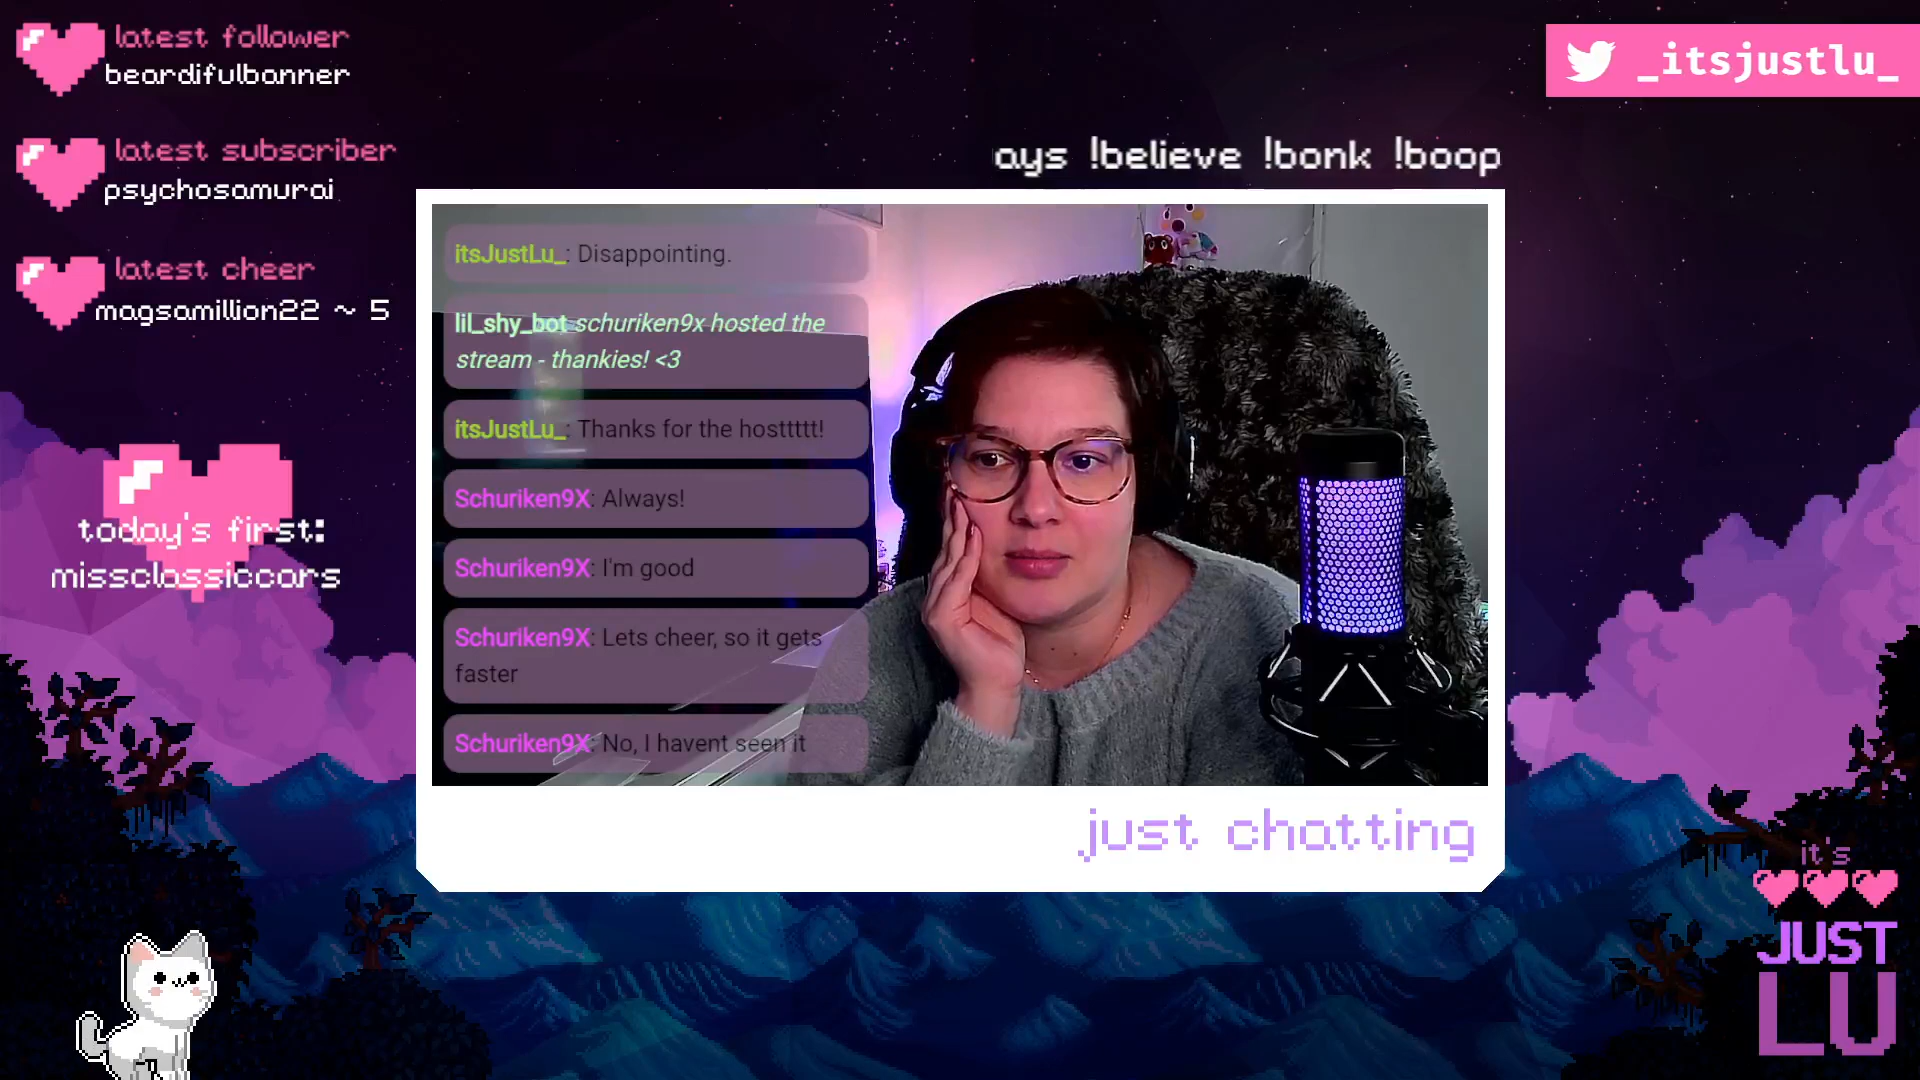 latest follower
beardifulbanner
latest subscriber
psychosamurai
latest cheer
magsamillion22 ~ 5
today's first:
missclassiccars
_itsjustlu_
ays !believe !bonk !boop
itsJustLu_: Disappointing.
lil_shy_bot schuriken9x hosted the
stream - thankies! <3
itsJustLu_: Thanks for the hosttttt!
Schuriken9X: Always!
Schuriken9X: I'm good
Schuriken9X: Lets cheer, so it gets
faster
Schuriken9X: No, I havent seen it
just chatting
it's
JUST
LU